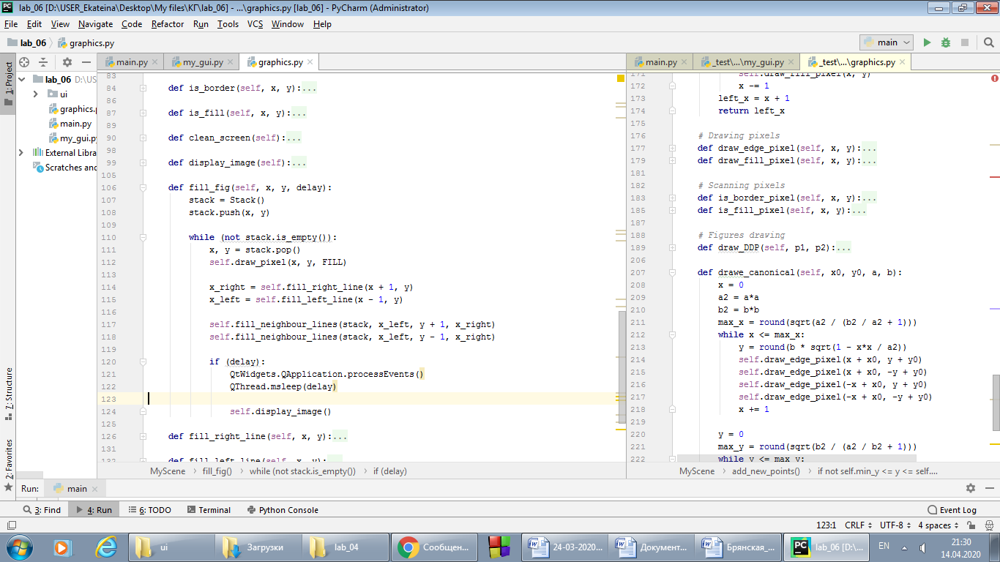 lab_06 [D:\USER_Ekateina\Desktop\My files\КГ\lab_06] - ...\graphics.py [lab_06] - PyCharm (Administrator)
File Edit View Navigate Code Refactor Run Tools VCS Window Help
lab_06 graphics.py
main
1: Project
7: Structure
2: Favorites
lab_06 D:\US
ui
graphics.p
main.py
my_gui.py
External Libra
Scratches and
main.py my_gui.py graphics.py
83
84 def is_border(self, x, y):...
86
87 def is_fill(self, x, y):...
89
90 def clean_screen(self):...
98
99 def display_image(self):...
105
106 def fill_fig(self, x, y, delay):
107 stack = Stack()
108 stack.push(x, y)
109
110 while (not stack.is_empty()):
111 x, y = stack.pop()
112 self.draw_pixel(x, y, FILL)
113
114 x_right = self.fill_right_line(x + 1, y)
115 x_left = self.fill_left_line(x - 1, y)
116
117 self.fill_neighbour_lines(stack, x_left, y + 1, x_right)
118 self.fill_neighbour_lines(stack, x_left, y - 1, x_right)
119
120 if (delay):
121 QtWidgets.QApplication.processEvents()
122 QThread.msleep(delay)
123
124 self.display_image()
125
126 def fill_right_line(self, x, y):...
131
132 def fill_left_line(self, x, y):...
MyScene fill_fig() while (not stack.is_empty()) if (delay)
main.py _test\...\my_gui.py _test\...\graphics.py
171 self.draw_fill_pixel(x, y)
172 x -= 1
173 left_x = x + 1
174 return left_x
175
176 # Drawing pixels
177 def draw_edge_pixel(self, x, y):...
179 def draw_fill_pixel(self, x, y):...
181
182 # Scanning pixels
183 def is_border_pixel(self, x, y):...
185 def is_fill_pixel(self, x, y):...
187
188 # Figures drawing
189 def draw_DDP(self, p1, p2):...
206
207 def drawe_canonical(self, x0, y0, a, b):
208 x = 0
209 a2 = a*a
210 b2 = b*b
211 max_x = round(sqrt(a2 / (b2 / a2 + 1)))
212 while x <= max_x:
213 y = round(b * sqrt(1 - x*x / a2))
214 self.draw_edge_pixel(x + x0, y + y0)
215 self.draw_edge_pixel(x + x0, -y + y0)
216 self.draw_edge_pixel(-x + x0, y + y0)
217 self.draw_edge_pixel(-x + x0, -y + y0)
218 x += 1
219
220 y = 0
221 max_y = round(sqrt(b2 / (a2 / b2 + 1)))
222 while y <= max_y:
MyScene add_new_points() if not self.min_y <= y <= self....
Run: main
3: Find 4: Run 6: TODO Terminal Python Console Event Log
123:1 CRLF UTF-8 4 spaces
ui Загрузки lab_04 Сообщен... 24-03-2020... Документ... Брянская_... lab_06 [D:\... EN 21:30
14.04.2020